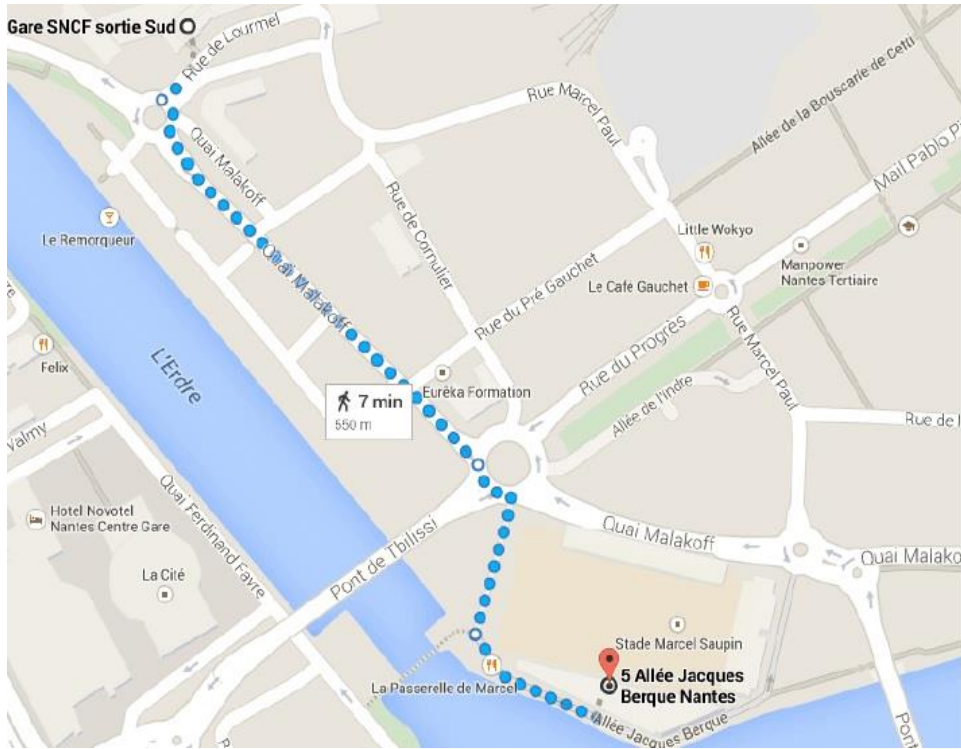 Gare SNCF sortie Sud
Rue de Lourmel
Quai Malakoff
Rue Marcel Paul
Allée de la Bouscarle de Cetti
Mail Pablo Pi
Le Remorqueur
Rue de Cornulier
Little Wokyo
Manpower
Nantes Tertiaire
Le Café Gauchet
Rue du Pré Gauchet
Quai Malakoff
L'Erdre
Felix
Rue du Progrès
Rue Marcel Paul
Eurêka Formation
7 min
550 m
Allée de l'indre
Rue de l'
Valmy
Quai Ferdinand Favre
Hotel Novotel
Nantes Centre Gare
Quai Malakoff
Quai Malakoff
Pont de Tbilissi
La Cité
Stade Marcel Saupin
5 Allée Jacques
Berque Nantes
La Passerelle de Marcel
Allée Jacques Berque
Pont